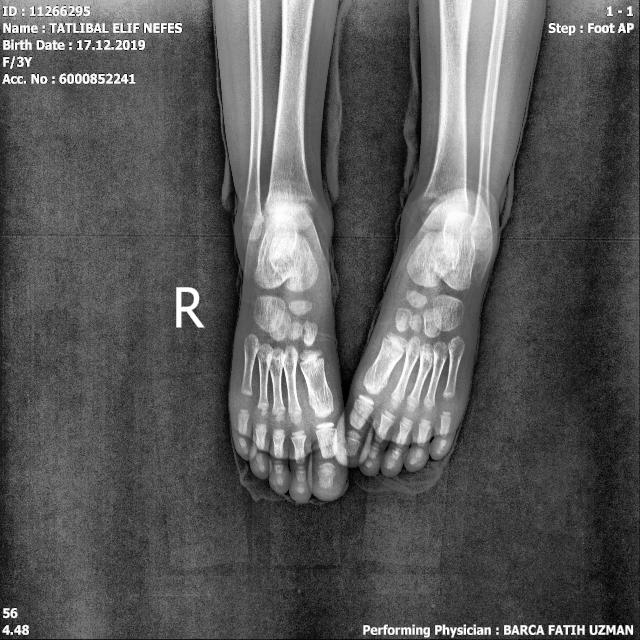 ID : 11266295
Name : TATLIBAL ELIF NEFES
Birth Date : 17.12.2019
F/3Y
Acc. No : 6000852241
1 - 1
Step : Foot AP
R
56
4.48
Performing Physician : BARCA FATIH UZMAN